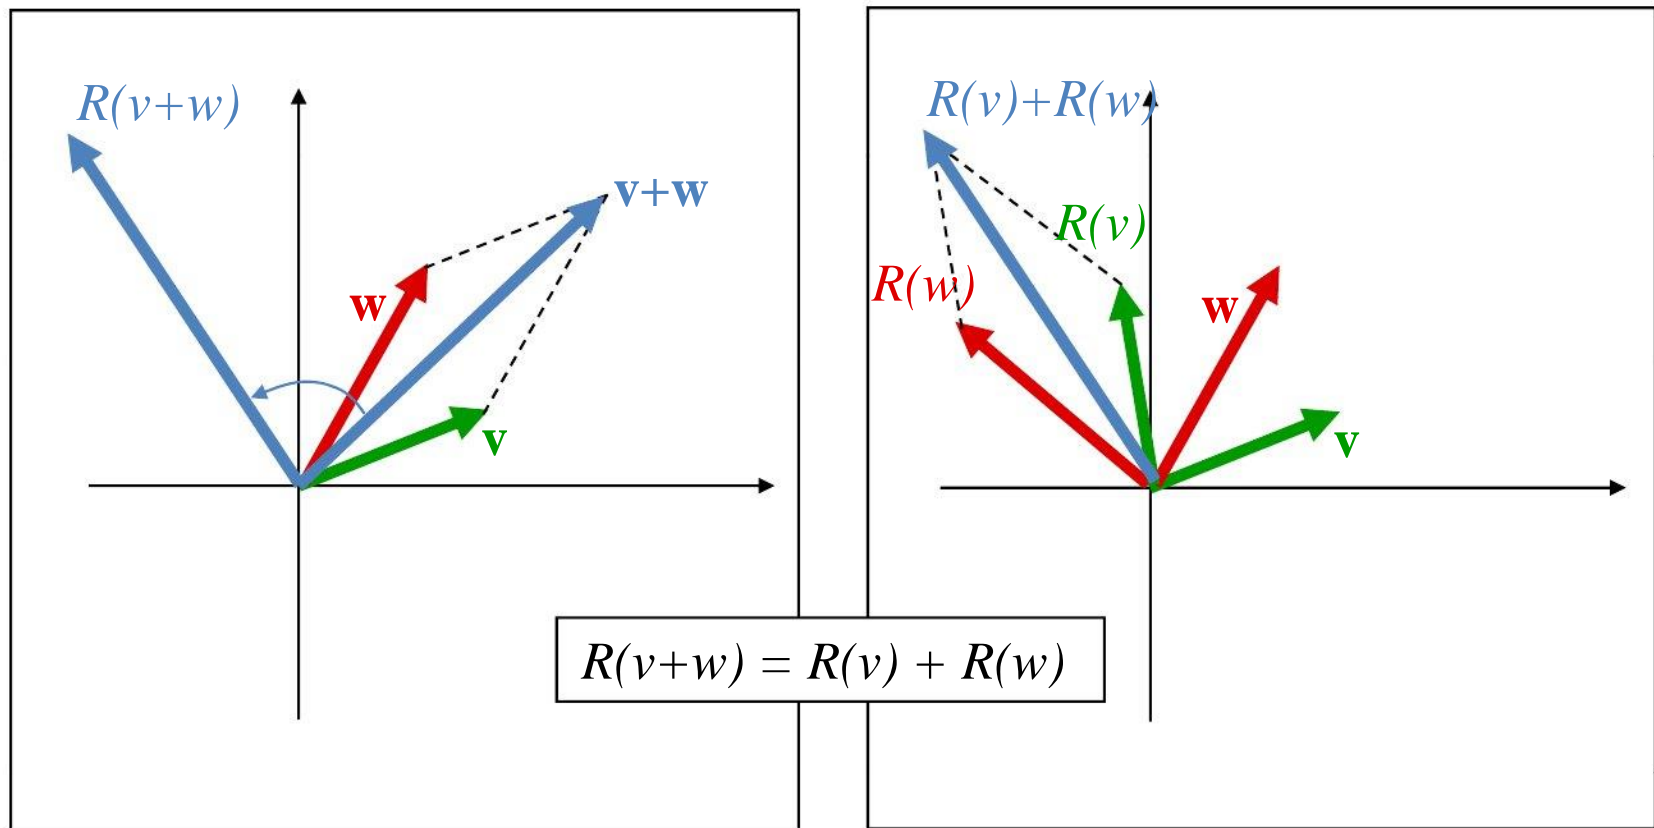 R(v+w)
v+w
w
v
R(v)+R(w)
R(v)
R(w)
w
v
R(v+w) = R(v) + R(w)